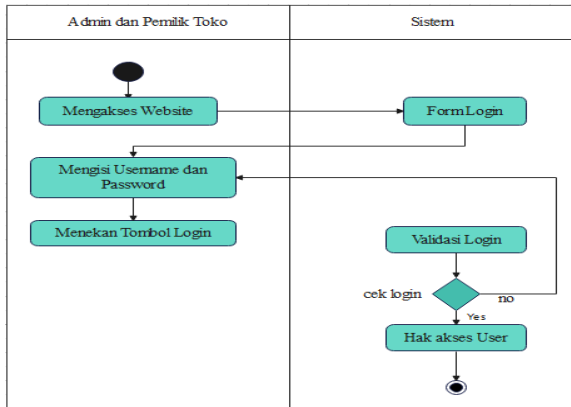 Admin dan Pemilik Toko
Sistem
Mengakses Website
Form Login
Mengisi Username dan
Password
Menekan Tombol Login
Validasi Login
cek login
no
Yes
Hak akses User